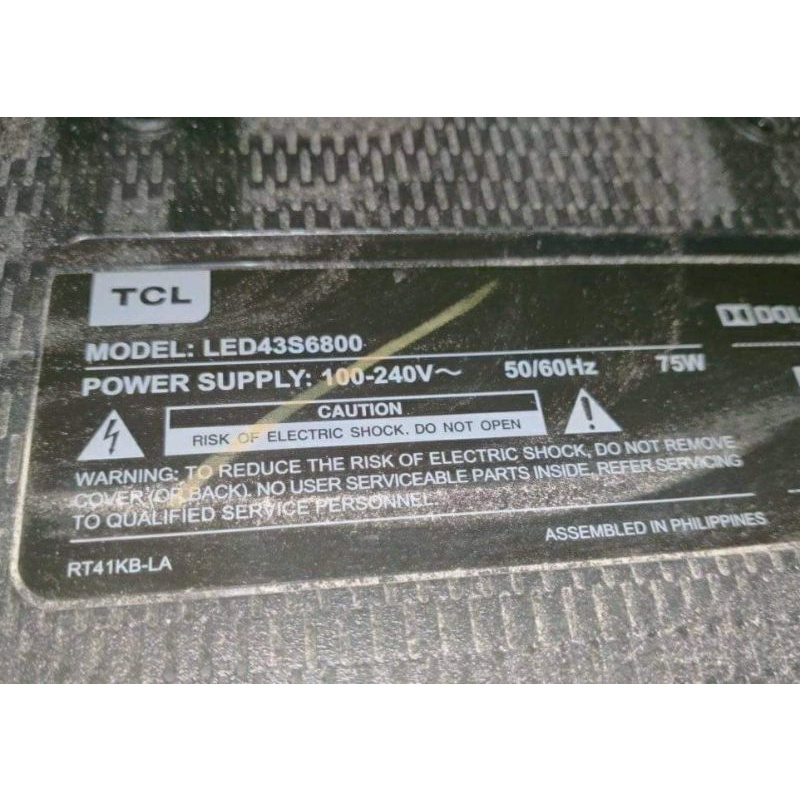 TCL
MODEL: LED43S6800
POWER SUPPLY: 100-240V～ 50/60Hz 75W
CAUTION
RISK OF ELECTRIC SHOCK. DO NOT OPEN
WARNING: TO REDUCE THE RISK OF ELECTRIC SHOCK, DO NOT REMOVE
COVER (OR BACK). NO USER SERVICEABLE PARTS INSIDE. REFER SERVICING
TO QUALIFIED SERVICE PERSONNEL.
ASSEMBLED IN PHILIPPINES
RT41KB-LA